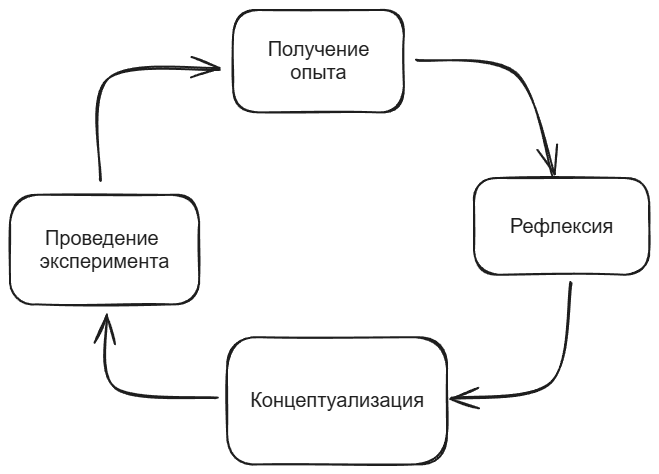 Получение
опыта
Рефлексия
Проведение
эксперимента
Концептуализация